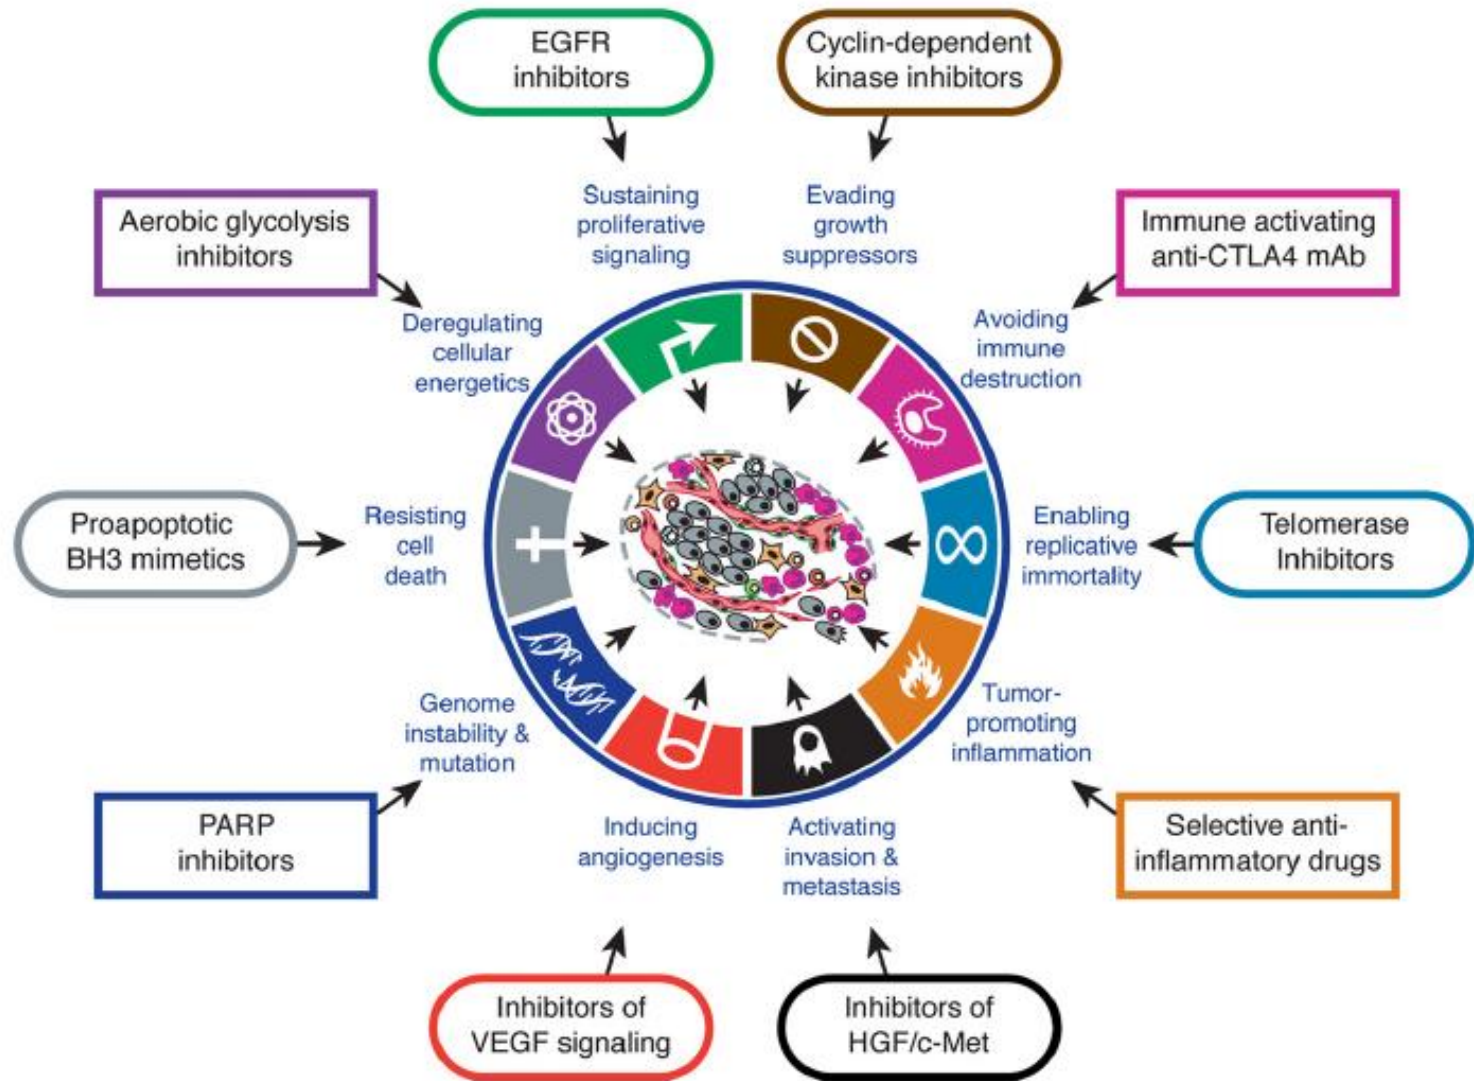 EGFR
inhibitors
Cyclin-dependent
kinase inhibitors
Sustaining
proliferative
signaling
Evading
growth
suppressors
Aerobic glycolysis
inhibitors
Immune activating
anti-CTLA4 mAb
Deregulating
cellular
energetics
Avoiding
immune
destruction
Proapoptotic
BH3 mimetics
Resisting
cell
death
Enabling
replicative
immortality
Telomerase
Inhibitors
Genome
instability &
mutation
Tumor-
promoting
inflammation
PARP
inhibitors
Inducing
angiogenesis
Activating
invasion &
metastasis
Selective anti-
inflammatory drugs
Inhibitors of
VEGF signaling
Inhibitors of
HGF/c-Met